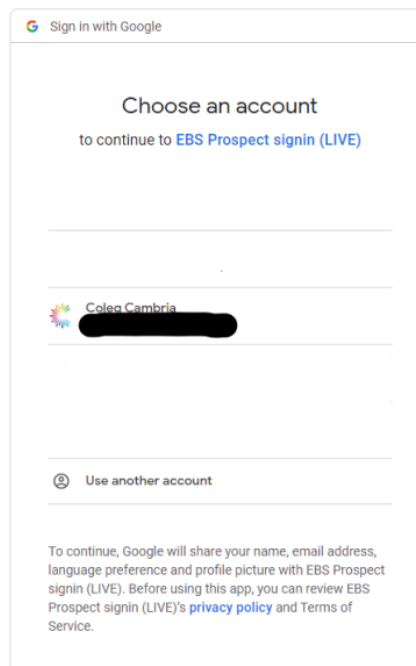 Sign in with Google
Choose an account
to continue to EBS Prospect signin (LIVE)
Coleg Cambria
Use another account
To continue, Google will share your name, email address,
language preference and profile picture with EBS Prospect
signin (LIVE). Before using this app, you can review EBS
Prospect signin (LIVE)'s privacy policy and Terms of
Service.